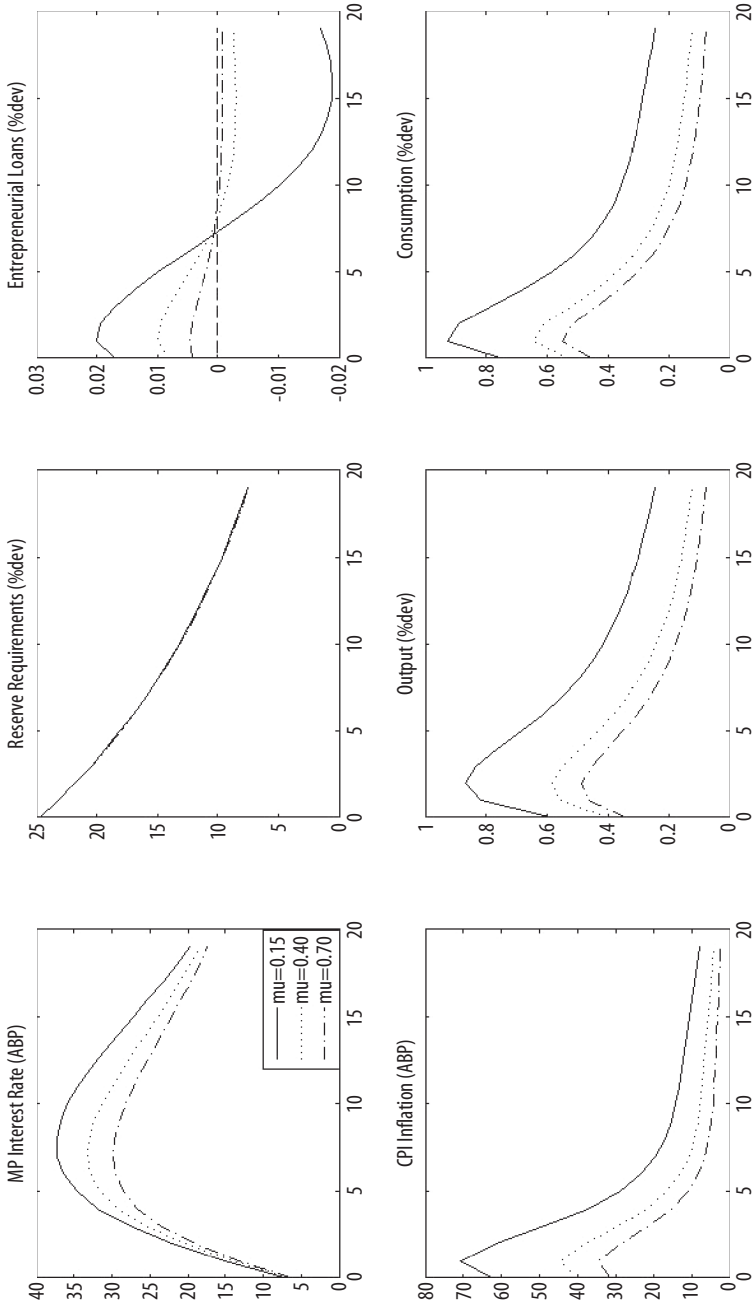 MP Interest Rate (ABP)
40
35
30
25
20
15
10
5
0
0 5 10 15 20
mu=0.15
mu=0.40
mu=0.70
Reserve Requirements (%dev)
25
20
15
10
5
0
0 5 10 15 20
Entrepreneurial Loans (%dev)
0.03
0.02
0.01
0
-0.01
-0.02
0 5 10 15 20
CPI Inflation (ABP)
80
70
60
50
40
30
20
10
0
0 5 10 15 20
Output (%dev)
1
0.8
0.6
0.4
0.2
0
0 5 10 15 20
Consumption (%dev)
1
0.8
0.6
0.4
0.2
0
0 5 10 15 20